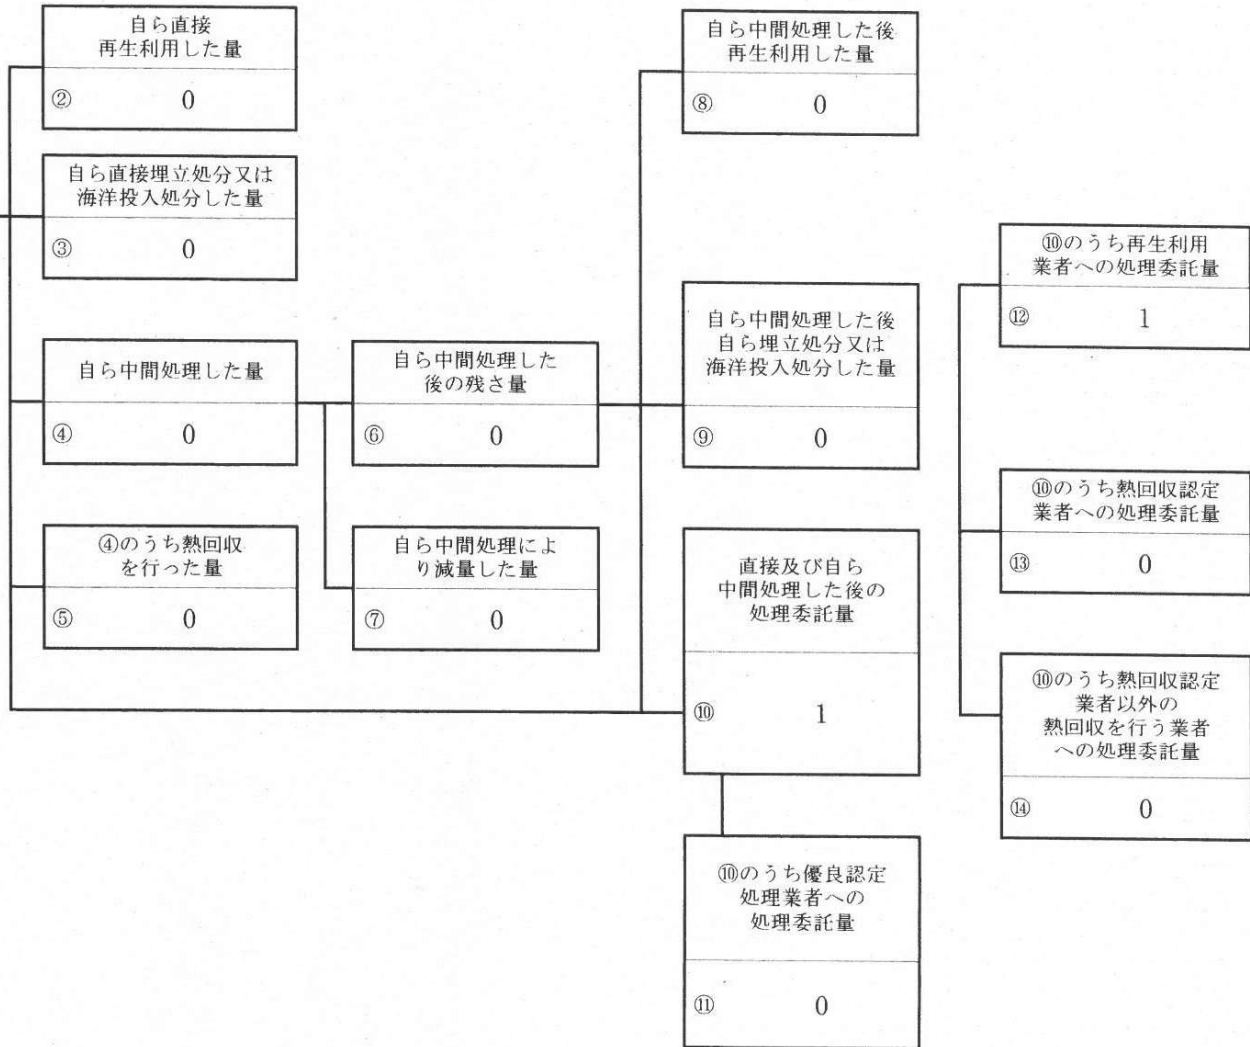 自ら直接
再生利用した量
② 0
自ら直接埋立処分又は
海洋投入処分した量
③ 0
自ら中間処理した量
④ 0
④のうち熱回収
を行った量
⑤ 0
自ら中間処理した
後の残さ量
⑥ 0
自ら中間処理によ
り減量した量
⑦ 0
自ら中間処理した後
再生利用した量
⑧ 0
自ら中間処理した後
自ら埋立処分又は
海洋投入処分した量
⑨ 0
直接及び自ら
中間処理した後の
処理委託量
⑩ 1
⑩のうち優良認定
処理業者への
処理委託量
⑪ 0
⑩のうち再生利用
業者への処理委託量
⑫ 1
⑩のうち熱回収認定
業者への処理委託量
⑬ 0
⑩のうち熱回収認定
業者以外の
熱回収を行う業者
への処理委託量
⑭ 0